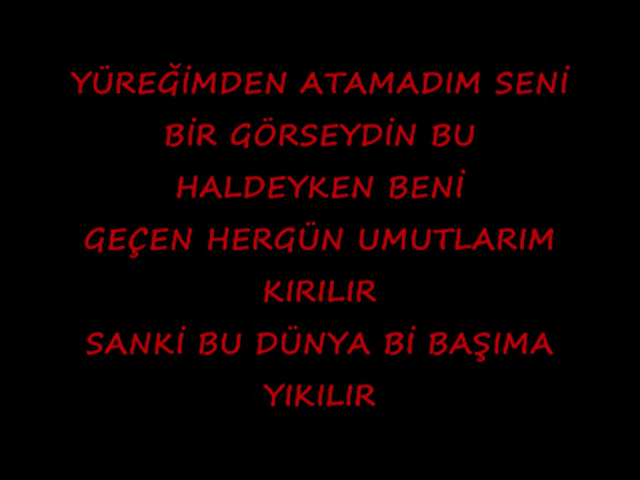 YÜREĞİMDEN ATAMADIM SENİ
BİR GÖRSEYDİN BU
HALDEYKEN BENİ
GEÇEN HERGÜN UMUTLARIM
KIRILIR
SANKİ BU DÜNYA Bİ BAŞIMA
YIKILIR